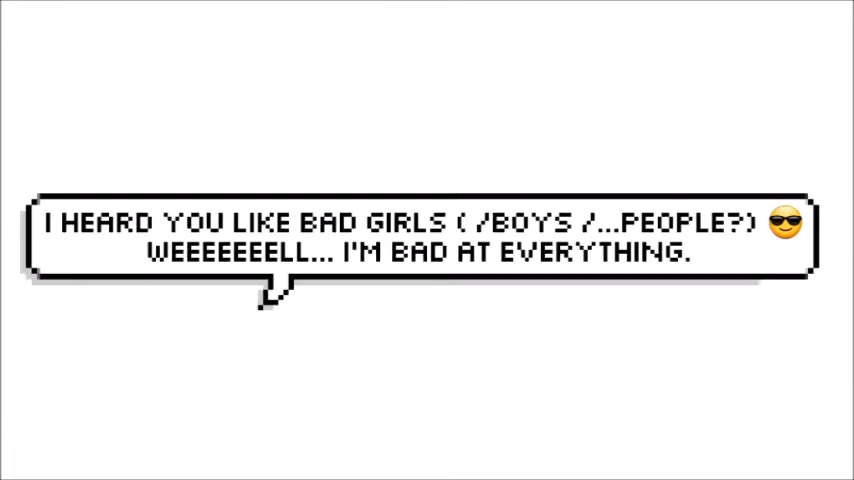 I HEARD YOU LIKE BAD GIRLS ( /BOYS /...PEOPLE?) 😎
WEEEEEEELL... I'M BAD AT EVERYTHING.